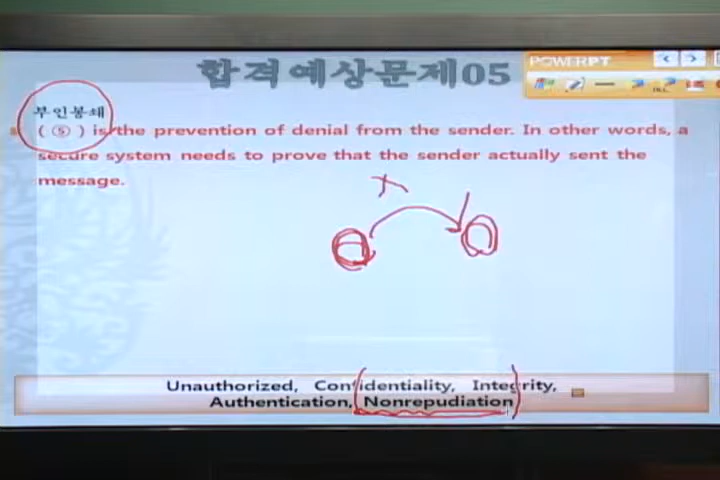 합격예상문제05
POWERPT
부인봉쇄
( ⑤ ) is the prevention of denial from the sender. In other words, a
secure system needs to prove that the sender actually sent the
message.
Unauthorized, Confidentiality, Integrity,
Authentication, Nonrepudiation